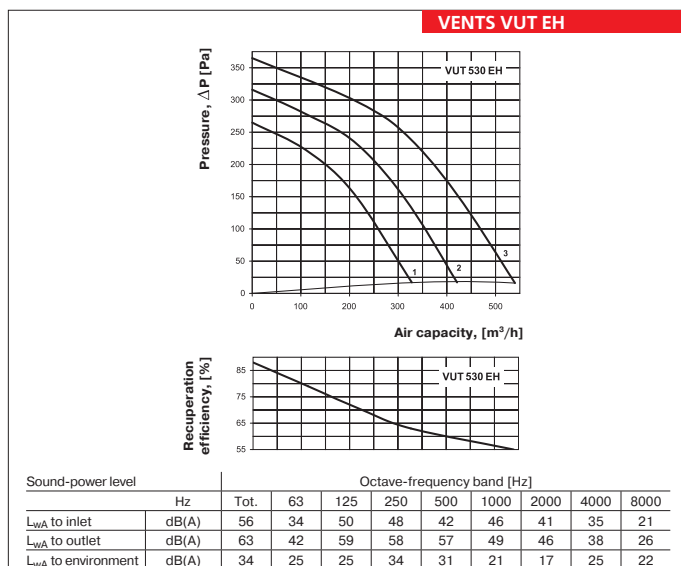 VENTS VUT EH
VUT 530 EH
Pressure, ΔP [Pa]
350
300
250
200
150
100
50
0
1
2
3
0 100 200 300 400 500
Air capacity, [m³/h]
Recuperation
efficiency, [%]
VUT 530 EH
85
75
65
55
Sound-power level Octave-frequency band [Hz]
Hz Tot. 63 125 250 500 1000 2000 4000 8000
LwA to inlet dB(A) 56 34 50 48 42 46 41 35 21
LwA to outlet dB(A) 63 42 59 58 57 49 46 38 26
LwA to environment dB(A) 34 25 25 34 31 21 17 25 22